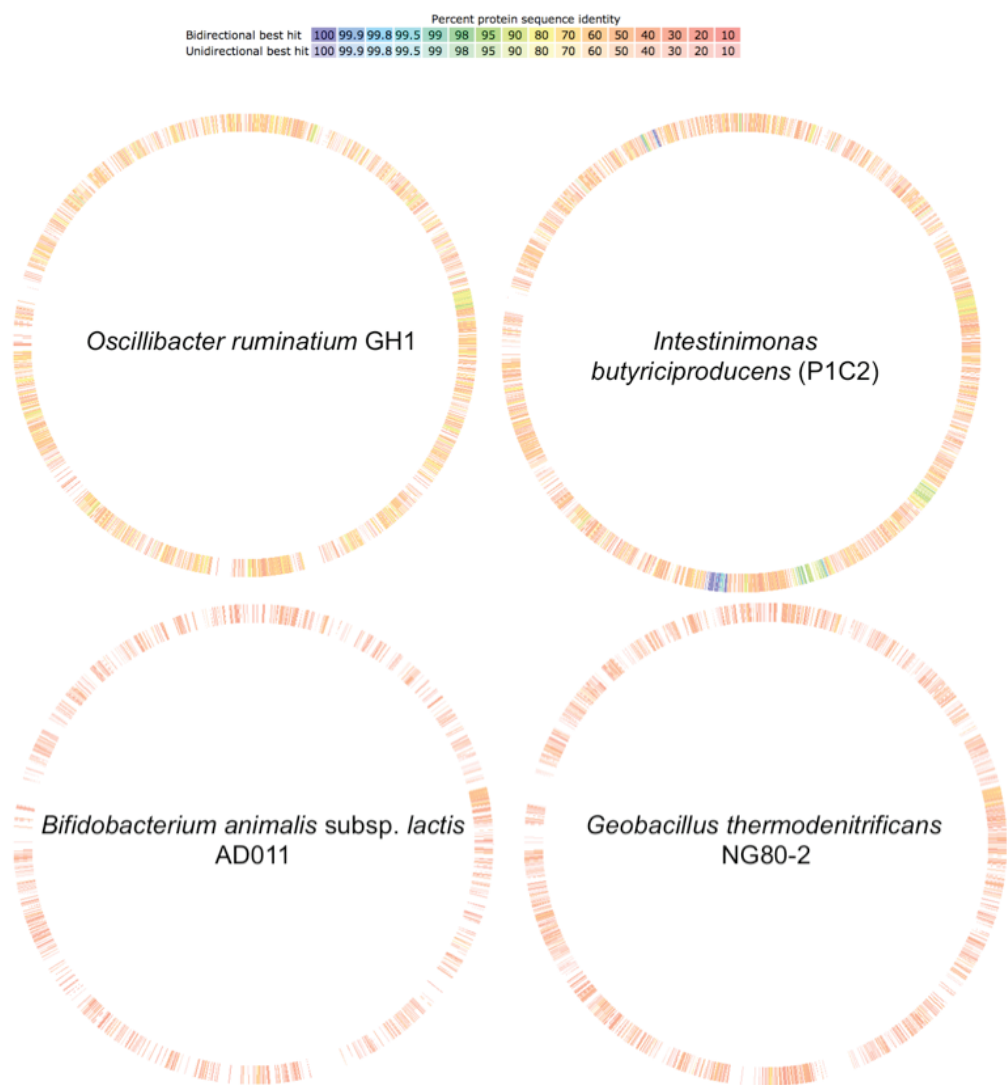 Percent protein sequence identity
Bidirectional best hit 100 99.9 99.8 99.5 99 98 95 90 80 70 60 50 40 30 20 10
Unidirectional best hit 100 99.9 99.8 99.5 99 98 95 90 80 70 60 50 40 30 20 10
Oscillibacter ruminatium GH1
Intestinimonas
butyriciproducens (P1C2)
Bifidobacterium animalis subsp. lactis
AD011
Geobacillus thermodenitrificans
NG80-2